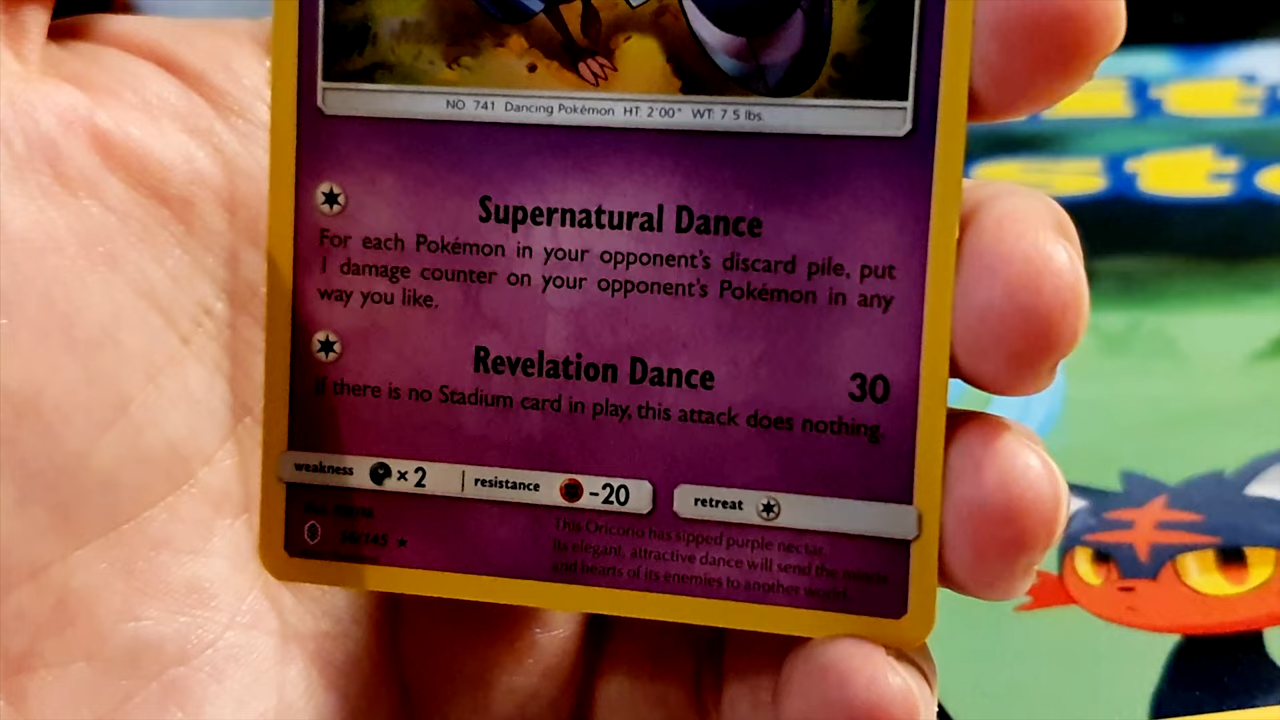 NO. 741 Dancing Pokémon HT: 2'00" WT: 7.5 lbs.
Supernatural Dance
For each Pokémon in your opponent's discard pile, put
1 damage counter on your opponent's Pokémon in any
way you like.
Revelation Dance 30
If there is no Stadium card in play, this attack does nothing.
weakness ×2 resistance -20 retreat
56/145
This Oricorio has sipped purple nectar.
Its elegant, attractive dance will send the
and hearts of its enemies to another world.